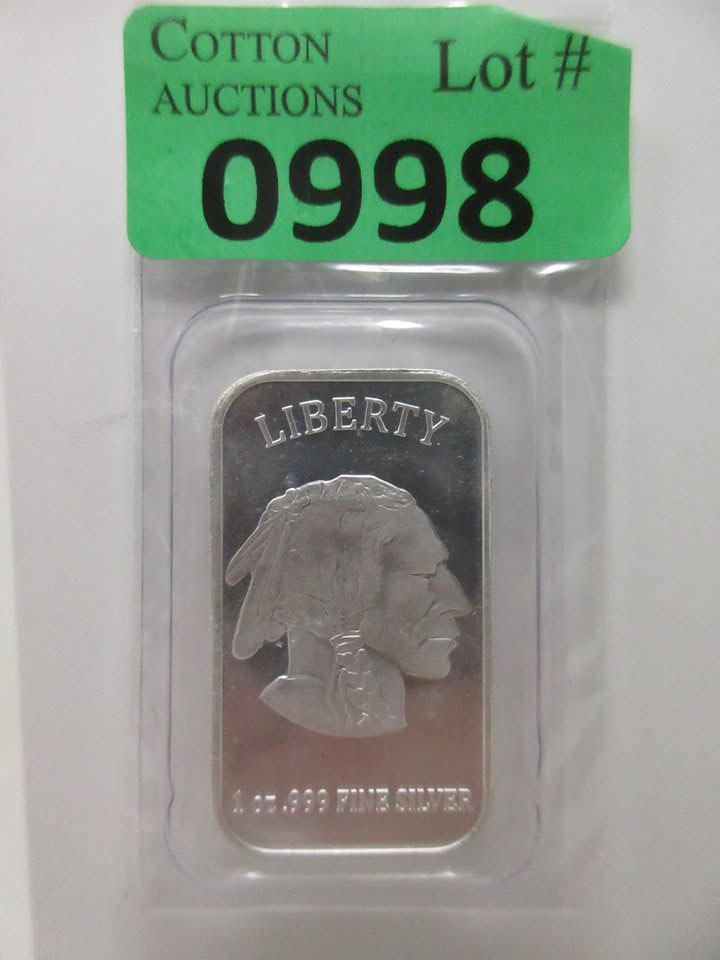 COTTON
AUCTIONS
Lot #
0998
LIBERTY
1 oz .999 FINE SILVER